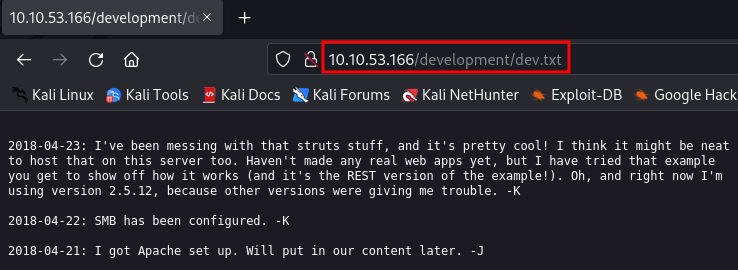 10.10.53.166/development/de
10.10.53.166/development/dev.txt
Kali Linux Kali Tools Kali Docs Kali Forums Kali NetHunter Exploit-DB Google Hack
2018-04-23: I've been messing with that struts stuff, and it's pretty cool! I think it might be neat
to host that on this server too. Haven't made any real web apps yet, but I have tried that example
you get to show off how it works (and it's the REST version of the example!). Oh, and right now I'm
using version 2.5.12, because other versions were giving me trouble. -K
2018-04-22: SMB has been configured. -K
2018-04-21: I got Apache set up. Will put in our content later. -J